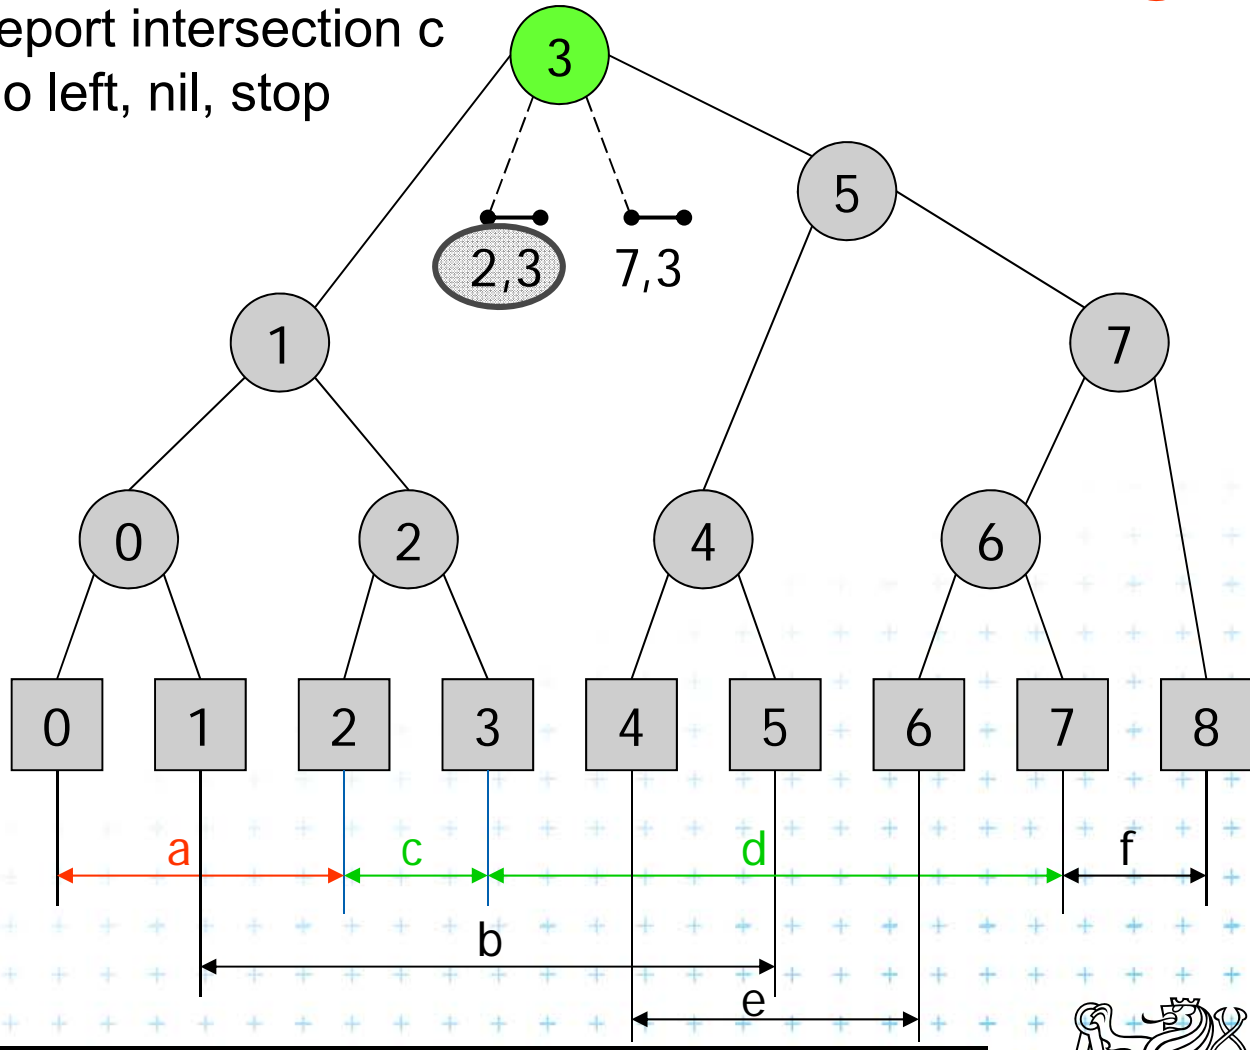 eport intersection c
o left, nil, stop
3
5
2,3 7,3
1 7
0 2 4 6
0 1 2 3 4 5 6 7 8
a c d f
b
e